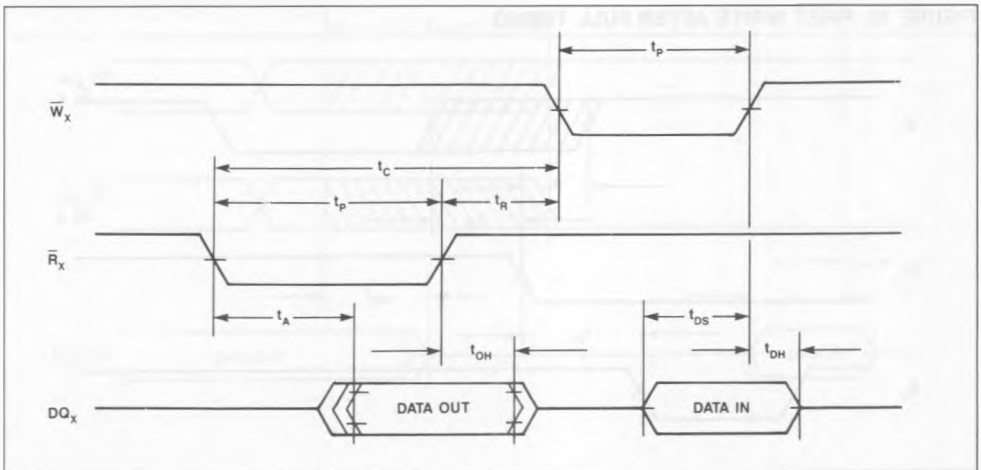 FIGURE 12. FIRST WRITE AFTER FULL TIMING
tP
W̅X
tC
tP
tR
R̅X
tA
tDS
tOH
tDH
DQX
DATA OUT
DATA IN